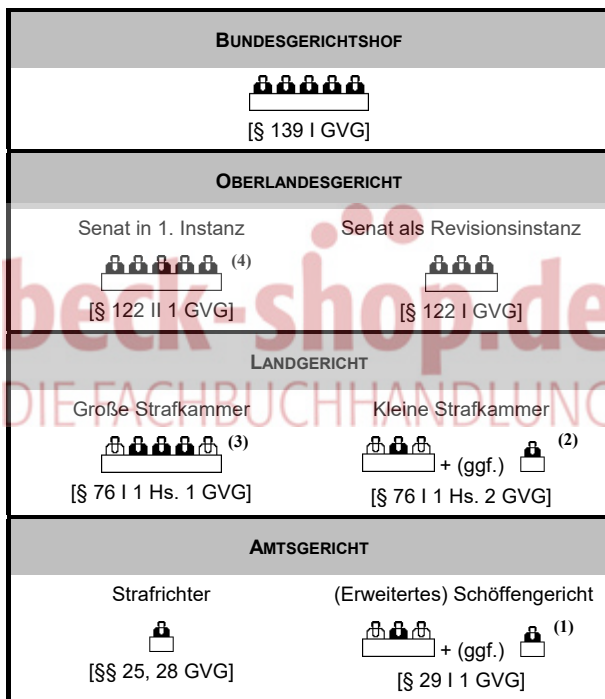 BUNDESGERICHTSHOF
[§ 139 I GVG]
OBERLANDESGERICHT
Senat in 1. Instanz Senat als Revisionsinstanz
(4)
[§ 122 II 1 GVG] [§ 122 I GVG]
beck-shop.de
LANDGERICHT
DIE FACHBUCHHANDLUNG
Große Strafkammer Kleine Strafkammer
(3) + (ggf.) (2)
[§ 76 I 1 Hs. 1 GVG] [§ 76 I 1 Hs. 2 GVG]
AMTSGERICHT
Strafrichter (Erweitertes) Schöffengericht
+ (ggf.) (1)
[§§ 25, 28 GVG] [§ 29 I 1 GVG]